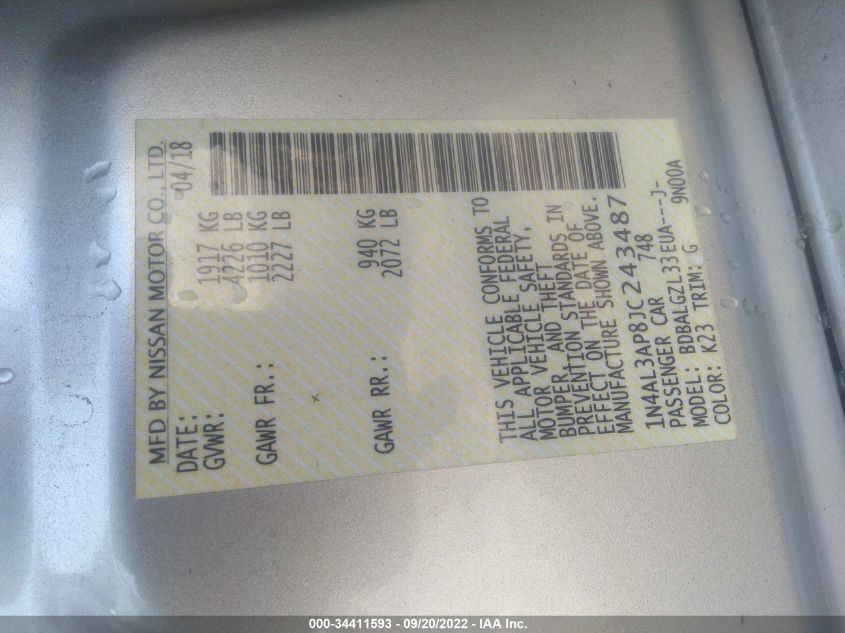 MFD BY NISSAN MOTOR CO., LTD.
DATE: 04/18
GVWR: 1917 KG
4226 LB
GAWR FR.: 1010 KG
2227 LB
GAWR RR.: 940 KG
2072 LB
THIS VEHICLE CONFORMS TO
ALL APPLICABLE FEDERAL
MOTOR VEHICLE SAFETY,
BUMPER, AND THEFT
PREVENTION STANDARDS IN
EFFECT ON THE DATE OF
MANUFACTURE SHOWN ABOVE.
1N4AL3AP8JC243487
PASSENGER CAR 748
MODEL: BDBALGZL33EUA---J-
COLOR: K23 TRIM: G 9N00A
000-34411593 - 09/20/2022 - IAA Inc.